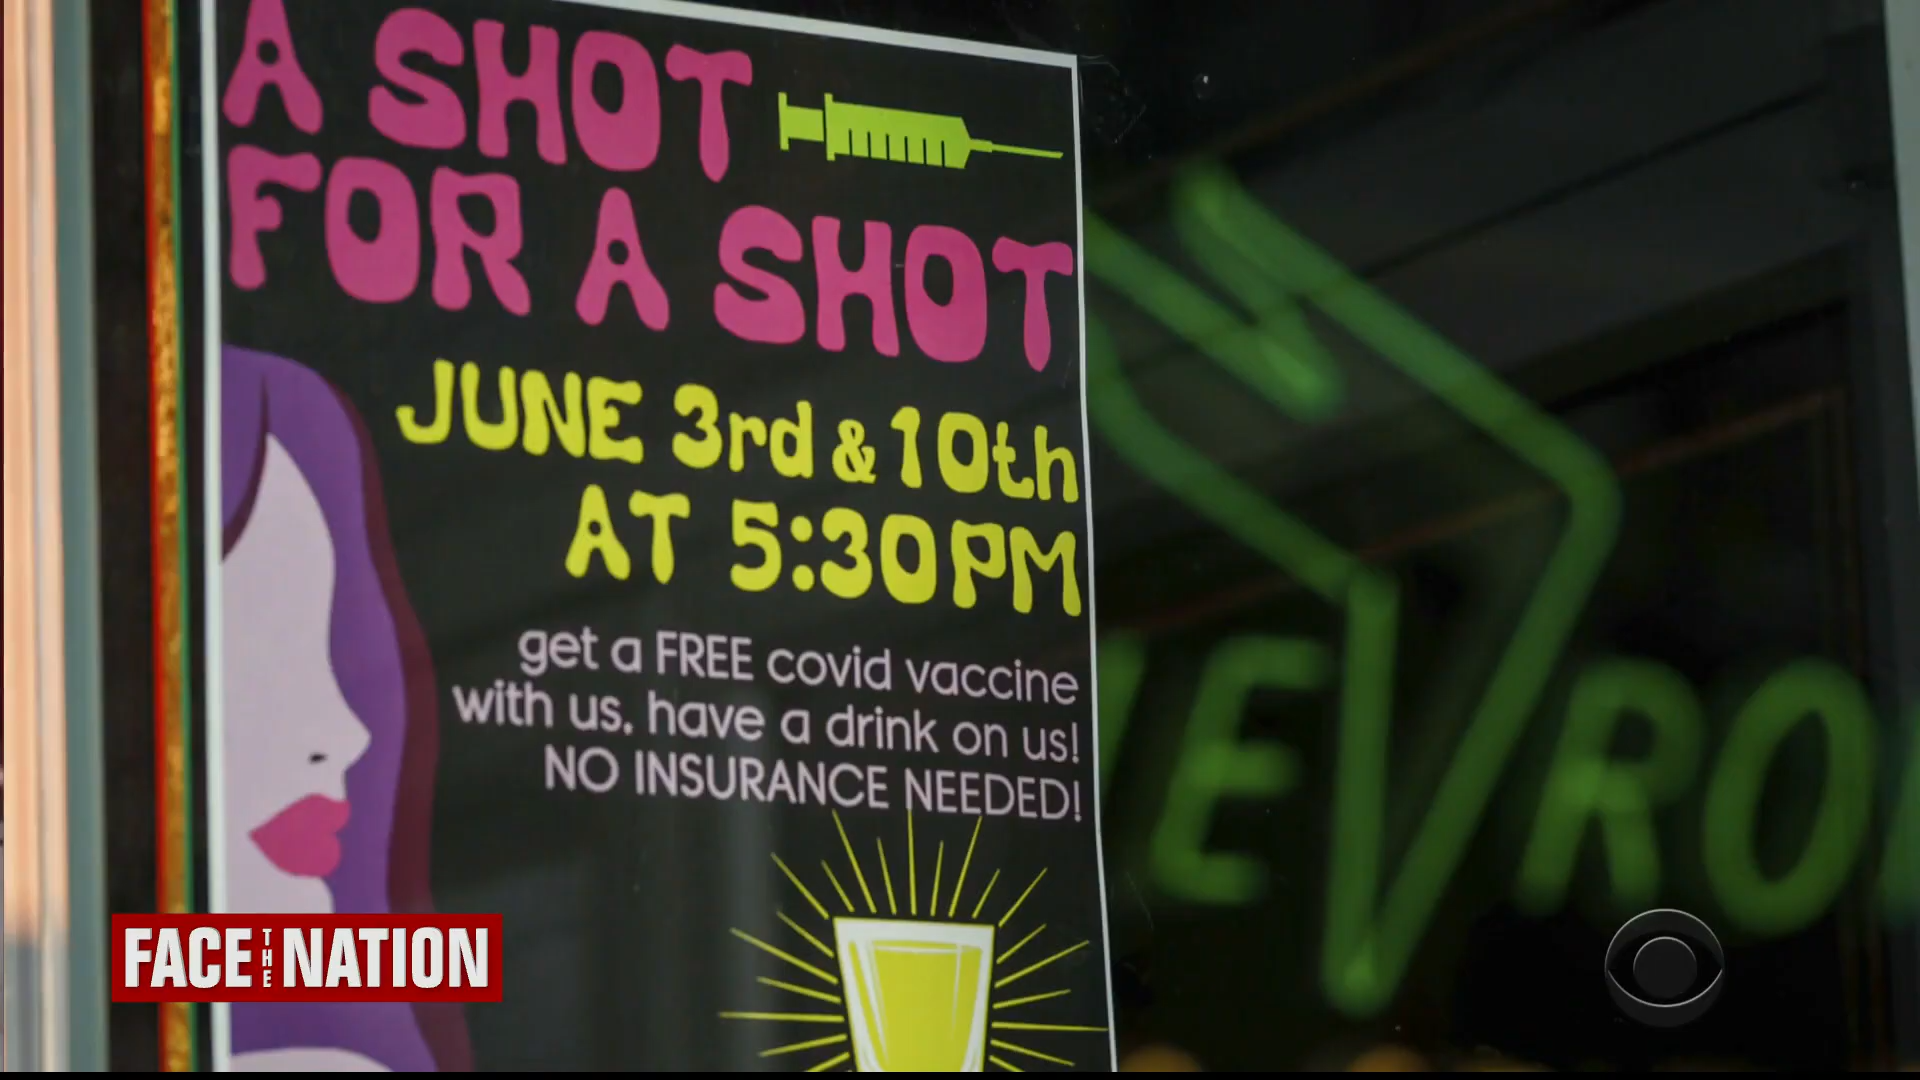 A SHOT
FOR A SHOT
JUNE 3rd & 10th
AT 5:30PM
get a FREE covid vaccine
with us. have a drink on us!
NO INSURANCE NEEDED!
EVRO
FACE THE NATION